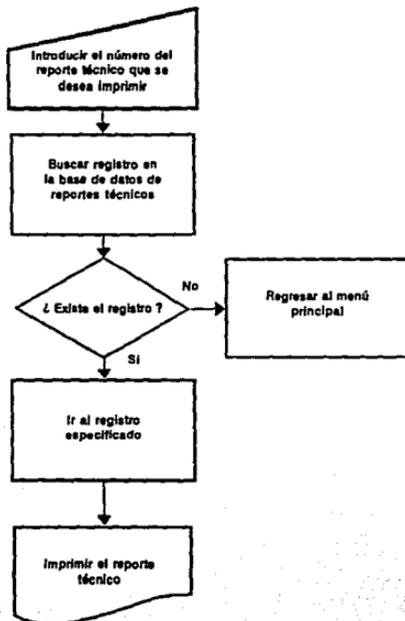 Introducir el número del
reporte técnico que se
desea imprimir
Buscar registro en
la base de datos de
reportes técnicos
¿ Existe el registro ?
No
Regresar al menú
principal
Sí
Ir al registro
especificado
Imprimir el reporte
técnico